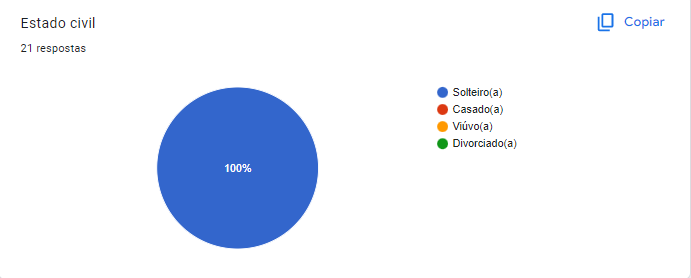 Estado civil
Copiar
21 respostas
100%
Solteiro(a)
Casado(a)
Viúvo(a)
Divorciado(a)